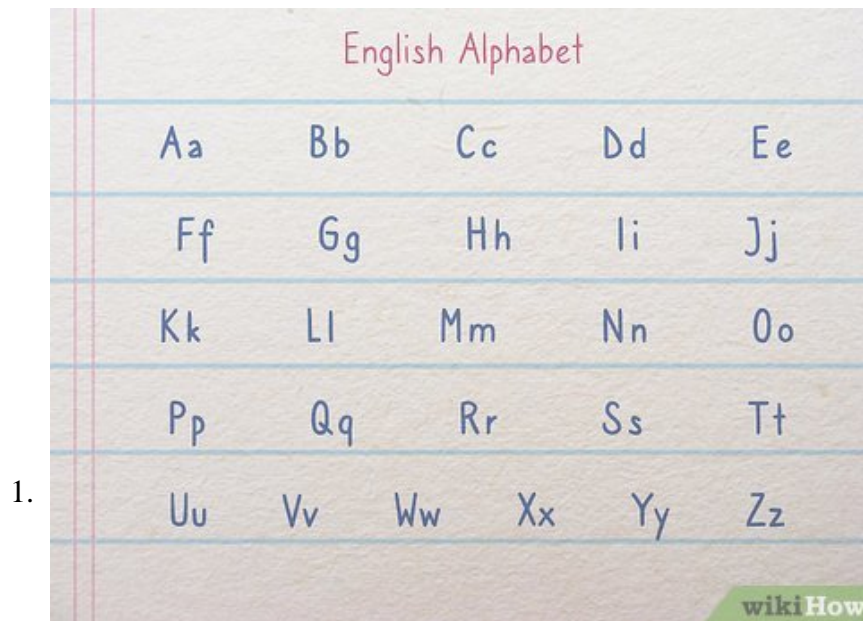 English Alphabet
Aa Bb Cc Dd Ee
Ff Gg Hh Ii Jj
Kk Ll Mm Nn Oo
Pp Qq Rr Ss Tt
1.
Uu Vv Ww Xx Yy Zz
wikiHow